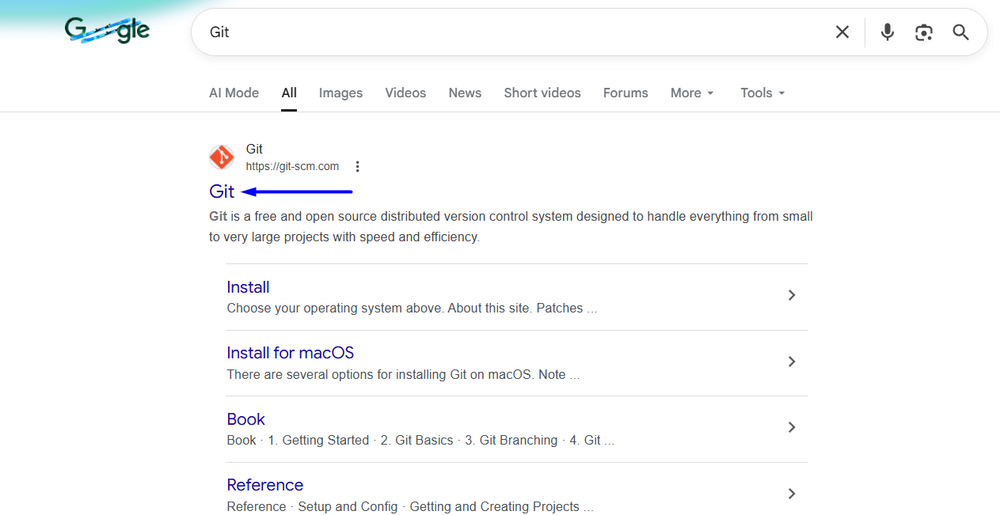 Google
Git
AI Mode All Images Videos News Short videos Forums More Tools
Git
https://git-scm.com
Git
Git is a free and open source distributed version control system designed to handle everything from small
to very large projects with speed and efficiency.
Install
Choose your operating system above. About this site. Patches ...
Install for macOS
There are several options for installing Git on macOS. Note ...
Book
Book · 1. Getting Started · 2. Git Basics · 3. Git Branching · 4. Git ...
Reference
Reference · Setup and Config · Getting and Creating Projects ...